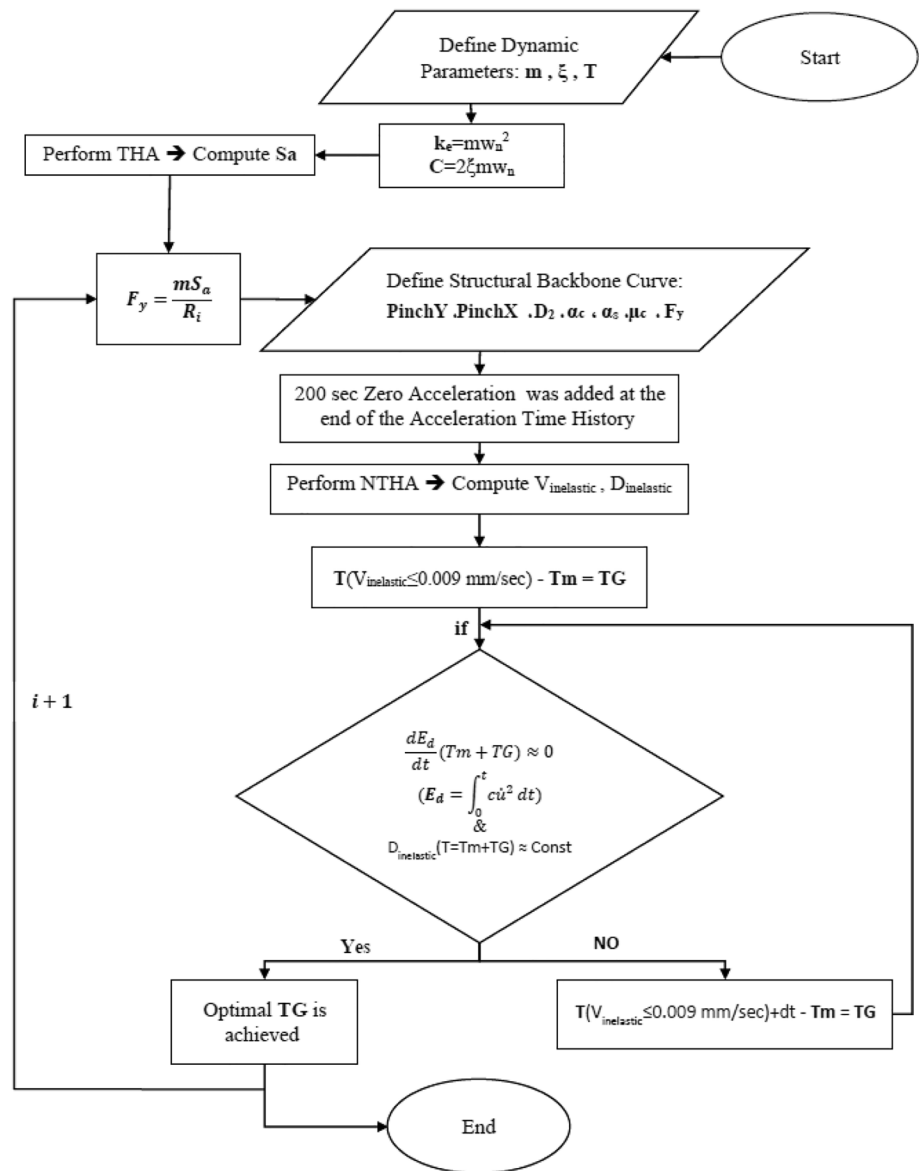 Start
Define Dynamic
Parameters: m , ξ , T
kₑ=mwₙ²
C=2ξmwₙ
Perform THA ➔ Compute Sa
F_y = mS_a / R_i
Define Structural Backbone Curve:
PinchY .PinchX . D₂ . α_c . α_s . μ_c . F_y
200 sec Zero Acceleration was added at the
end of the Acceleration Time History
Perform NTHA ➔ Compute V_inelastic , D_inelastic
T(V_inelastic≤0.009 mm/sec) - Tm = TG
if
dE_d/dt (Tm + TG) ≈ 0
(E_d = ∫₀ᵗ cu̇² dt)
&
D_inelastic(T=Tm+TG) ≈ Const
i + 1
Yes
NO
Optimal TG is
achieved
T(V_inelastic≤0.009 mm/sec)+dt - Tm = TG
End